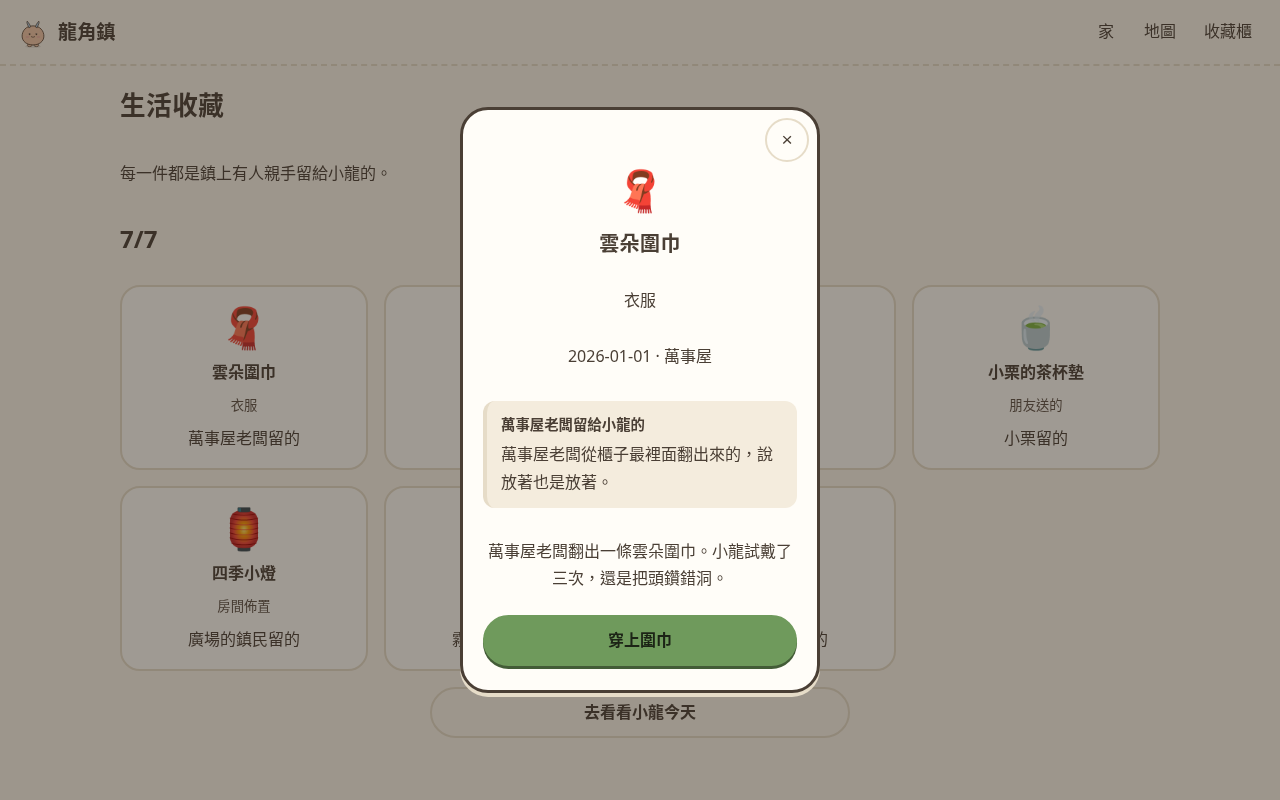 龍角鎮
家
地圖
收藏櫃
生活收藏
每一件都是鎮上有人親手留給小龍的。
7/7
雲朵圍巾
衣服
萬事屋老闆留的
小栗的茶杯墊
朋友送的
小栗留的
四季小燈
房間佈置
廣場的鎮民留的
×
雲朵圍巾
衣服
2026-01-01 · 萬事屋
萬事屋老闆留給小龍的
萬事屋老闆從櫃子最裡面翻出來的，說
放著也是放著。
萬事屋老闆翻出一條雲朵圍巾。小龍試戴了
三次，還是把頭鑽錯洞。
穿上圍巾
的
去看看小龍今天